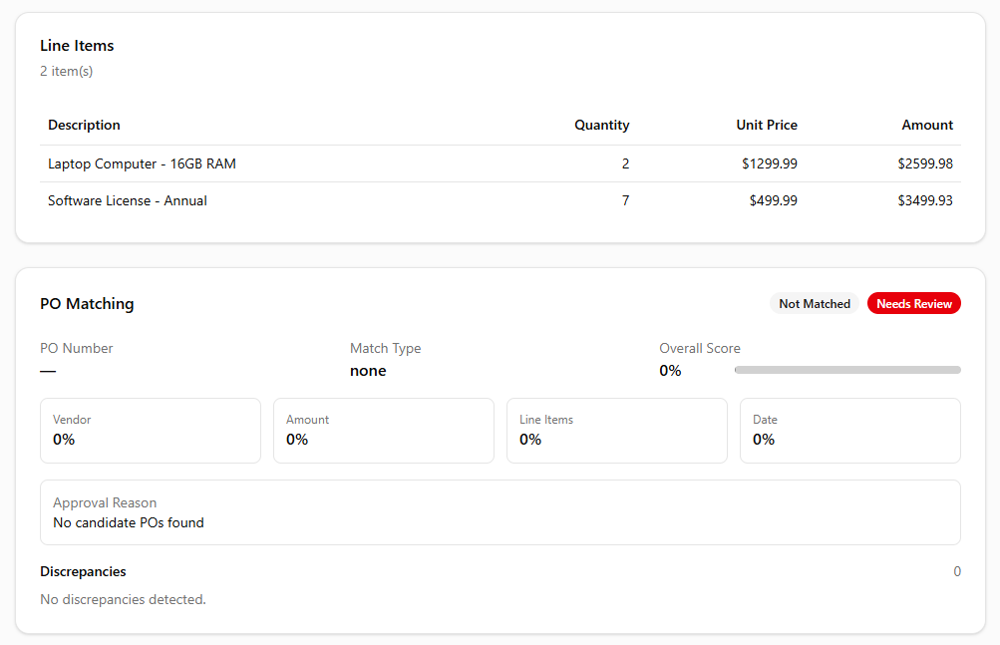 Line Items
2 item(s)
Description Quantity Unit Price Amount
Laptop Computer - 16GB RAM 2 $1299.99 $2599.98
Software License - Annual 7 $499.99 $3499.93
PO Matching Not Matched Needs Review
PO Number Match Type Overall Score
— none 0%
Vendor Amount Line Items Date
0% 0% 0% 0%
Approval Reason
No candidate POs found
Discrepancies 0
No discrepancies detected.